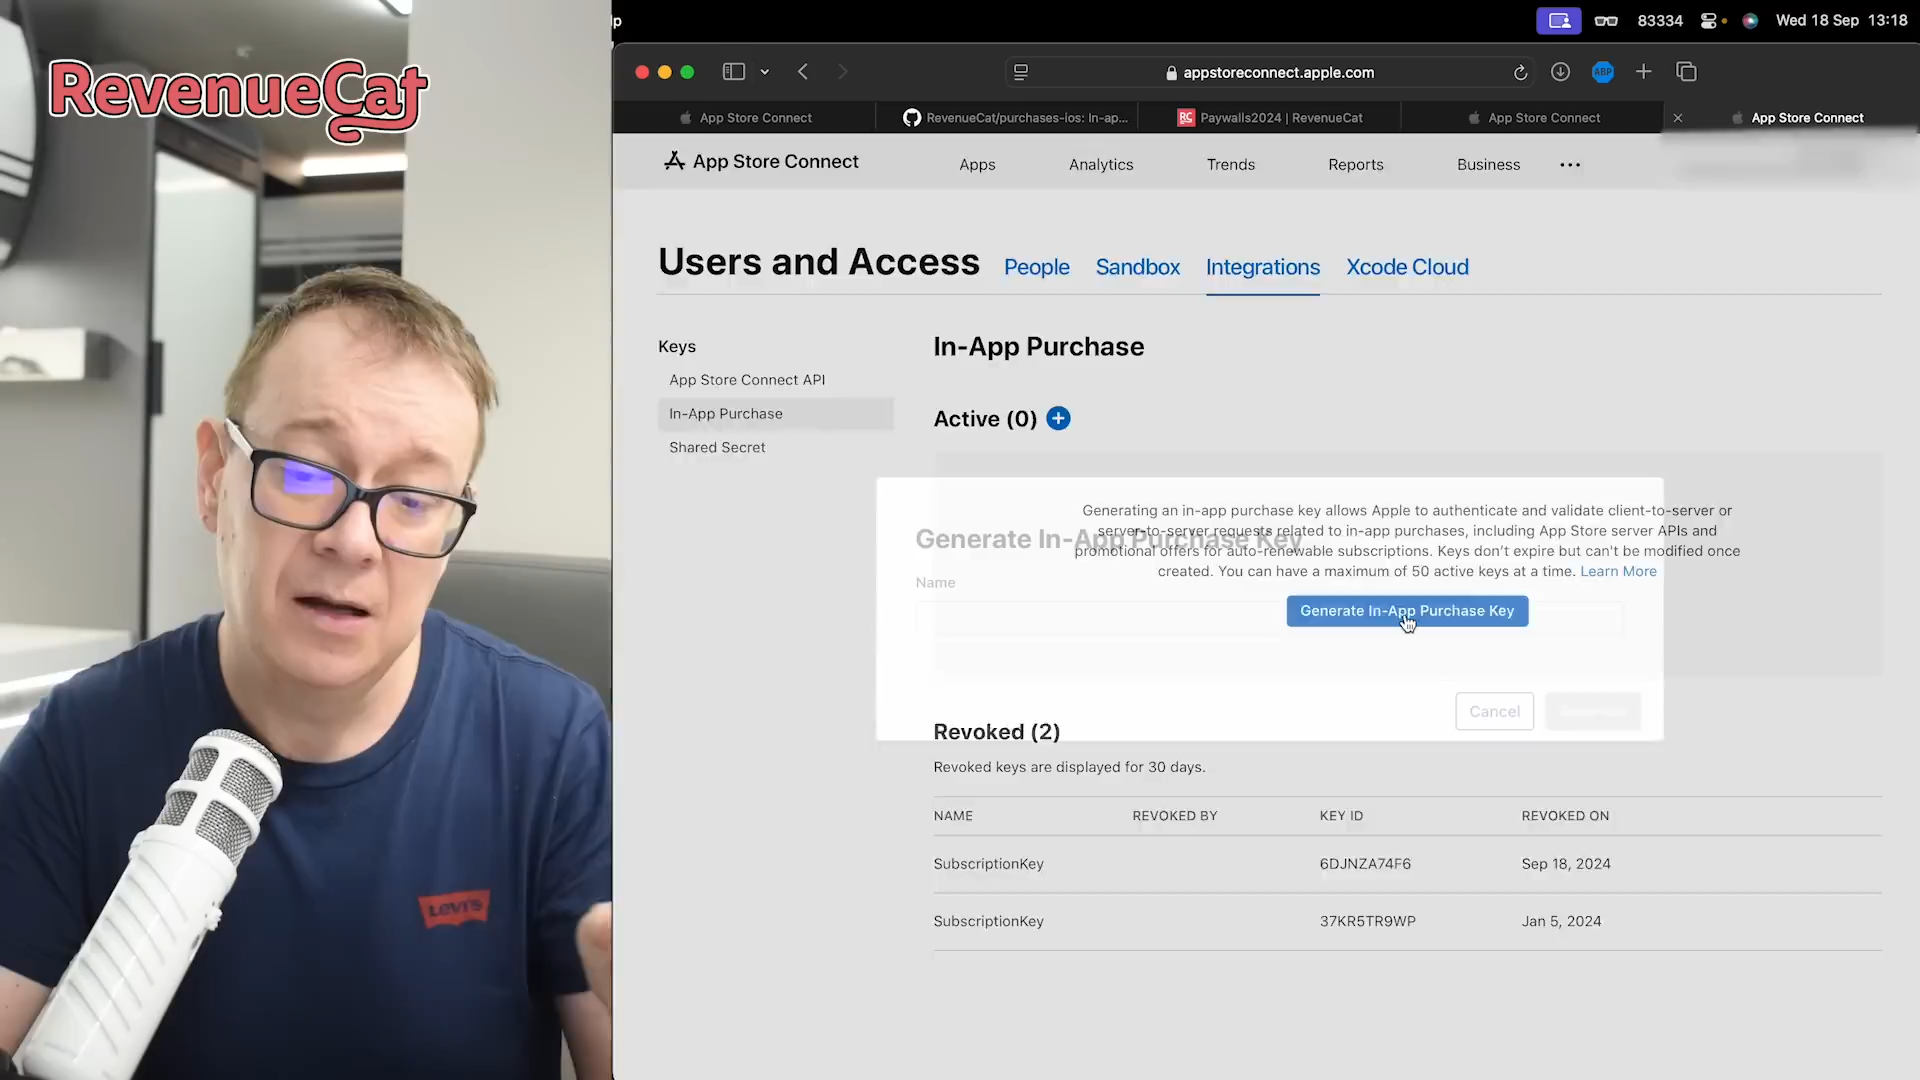 RevenueCat
lp
83334
Wed 18 Sep 13:18
appstoreconnect.apple.com
ABP
App Store Connect
RevenueCat/purchases-ios: In-ap...
RC
Paywalls2024 | RevenueCat
App Store Connect
App Store Connect
App Store Connect
Apps
Analytics
Trends
Reports
Business
Users and Access
People
Sandbox
Integrations
Xcode Cloud
Keys
App Store Connect API
In-App Purchase
Shared Secret
In-App Purchase
Active (0)
Generating an in-app purchase key allows Apple to authenticate and validate client-to-server or
server-to-server requests related to in-app purchases, including App Store server APIs and
promotional offers for auto-renewable subscriptions. Keys don't expire but can't be modified once
created. You can have a maximum of 50 active keys at a time. Learn More
Generate In-App Purchase Key
Generate In-App Purchase Key
Name
Cancel
Revoked (2)
Revoked keys are displayed for 30 days.
NAME
REVOKED BY
KEY ID
REVOKED ON
SubscriptionKey
6DJNZA74F6
Sep 18, 2024
SubscriptionKey
37KR5TR9WP
Jan 5, 2024
Levi's